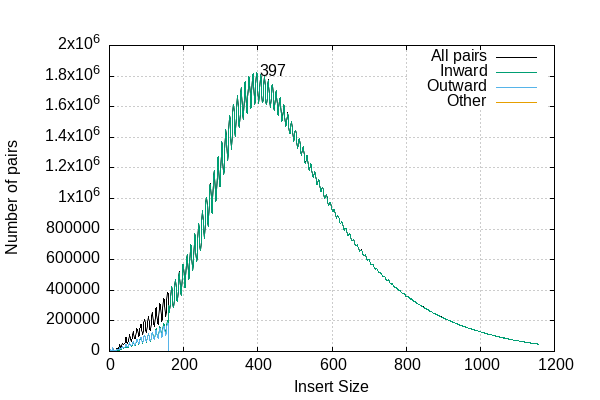 2x10⁶
1.8x10⁶
1.6x10⁶
1.4x10⁶
1.2x10⁶
1x10⁶
800000
600000
400000
200000
0
Number of pairs
397
All pairs
Inward
Outward
Other
0 200 400 600 800 1000 1200
Insert Size